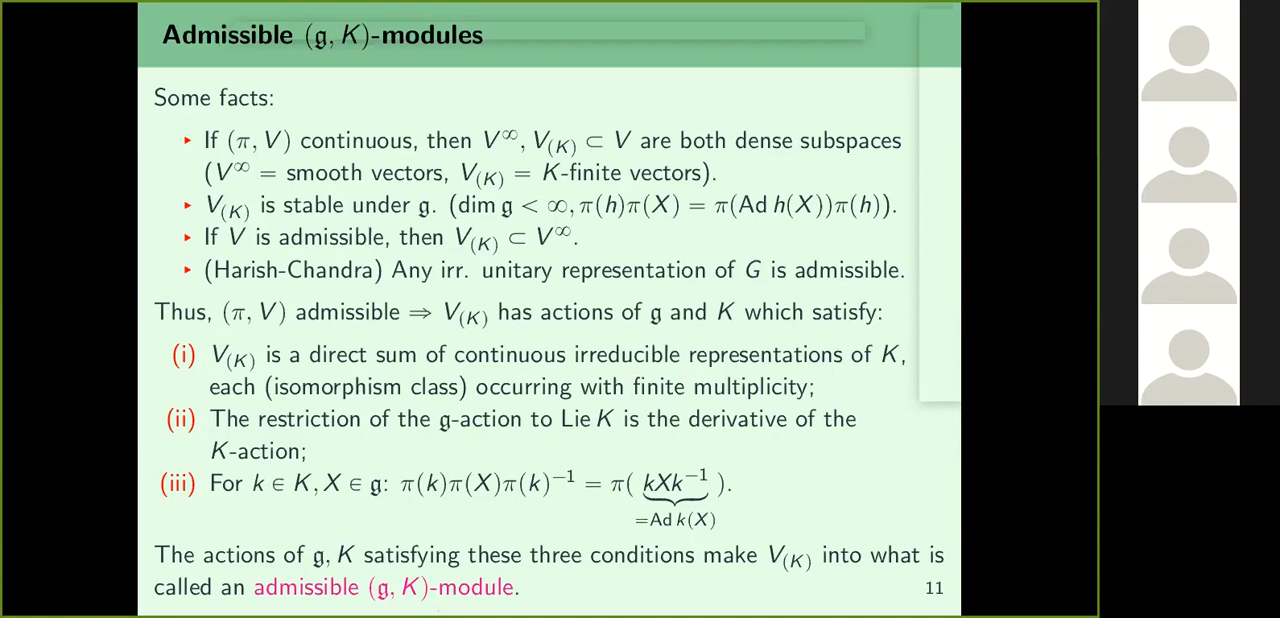 Admissible (𝔤, K)-modules
Some facts:
‣ If (π, V) continuous, then V^∞, V_(K) ⊂ V are both dense subspaces
(V^∞ = smooth vectors, V_(K) = K-finite vectors).
‣ V_(K) is stable under 𝔤. (dim 𝔤 < ∞, π(h)π(X) = π(Ad h(X))π(h)).
‣ If V is admissible, then V_(K) ⊂ V^∞.
‣ (Harish-Chandra) Any irr. unitary representation of G is admissible.
Thus, (π, V) admissible ⇒ V_(K) has actions of 𝔤 and K which satisfy:
(i) V_(K) is a direct sum of continuous irreducible representations of K,
each (isomorphism class) occurring with finite multiplicity;
(ii) The restriction of the 𝔤-action to Lie K is the derivative of the
K-action;
(iii) For k ∈ K, X ∈ 𝔤: π(k)π(X)π(k)^−1 = π( kXk^−1 ).
=Ad k(X)
The actions of 𝔤, K satisfying these three conditions make V_(K) into what is
called an admissible (𝔤, K)-module.
11